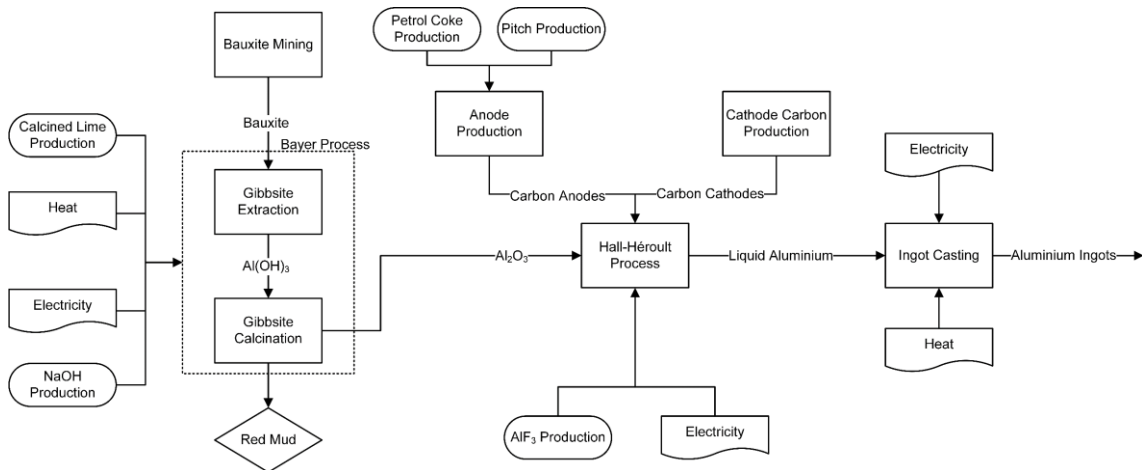 Petrol Coke
Production
Pitch Production
Bauxite Mining
Calcined Lime
Production
Bauxite
Bayer Process
Anode
Production
Cathode Carbon
Production
Electricity
Heat
Gibbsite
Extraction
Carbon Anodes
Carbon Cathodes
Al(OH)₃
Al₂O₃
Hall-Héroult
Process
Liquid Aluminium
Ingot Casting
Aluminium Ingots
Electricity
Gibbsite
Calcination
Heat
NaOH
Production
Red Mud
AlF₃ Production
Electricity